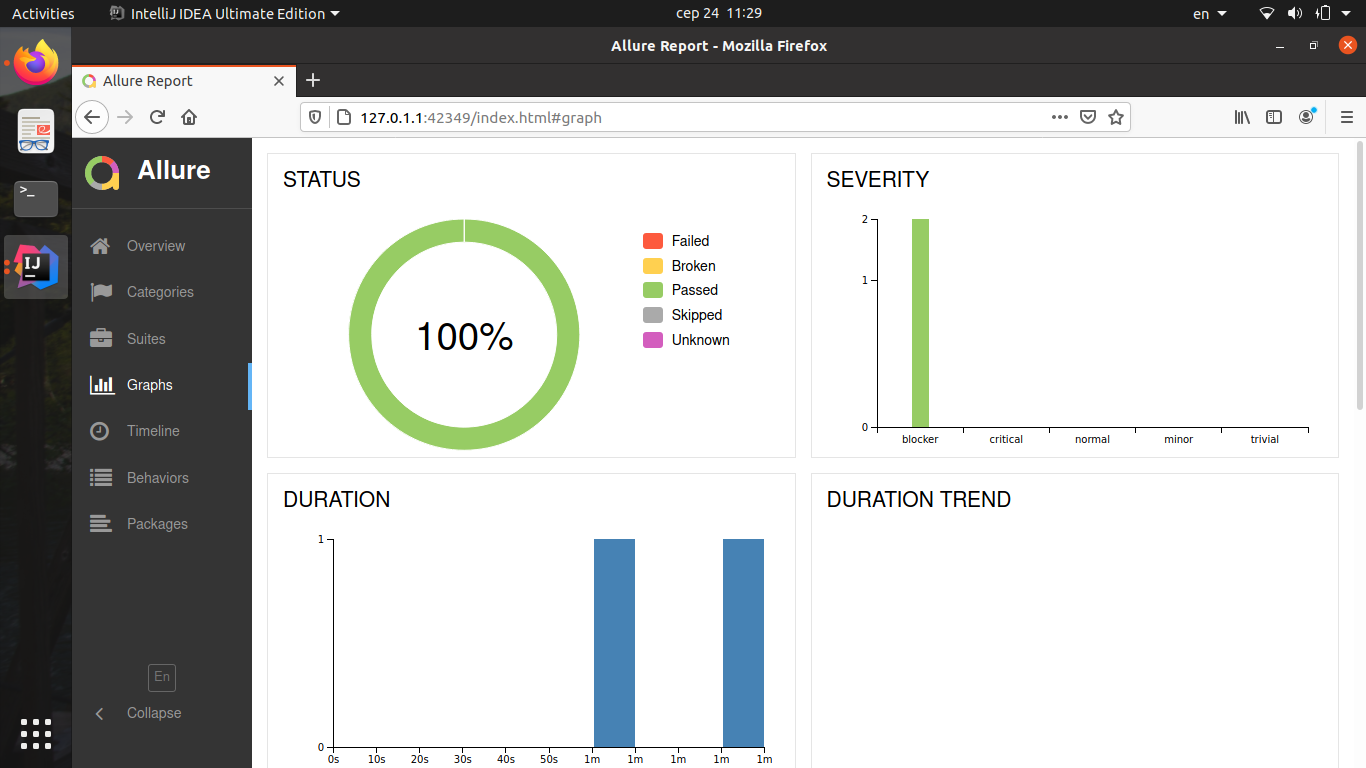 Activities
IntelliJ IDEA Ultimate Edition
сер 24 11:29
en
Allure Report - Mozilla Firefox
Allure Report
127.0.1.1:42349/index.html#graph
>_
IJ
Allure
Overview
Categories
Suites
Graphs
Timeline
Behaviors
Packages
En
Collapse
STATUS
100%
Failed
Broken
Passed
Skipped
Unknown
SEVERITY
2
1
0
blocker critical normal minor trivial
DURATION
1
0
0s 10s 20s 30s 40s 50s 1m 1m 1m 1m 1m
DURATION TREND